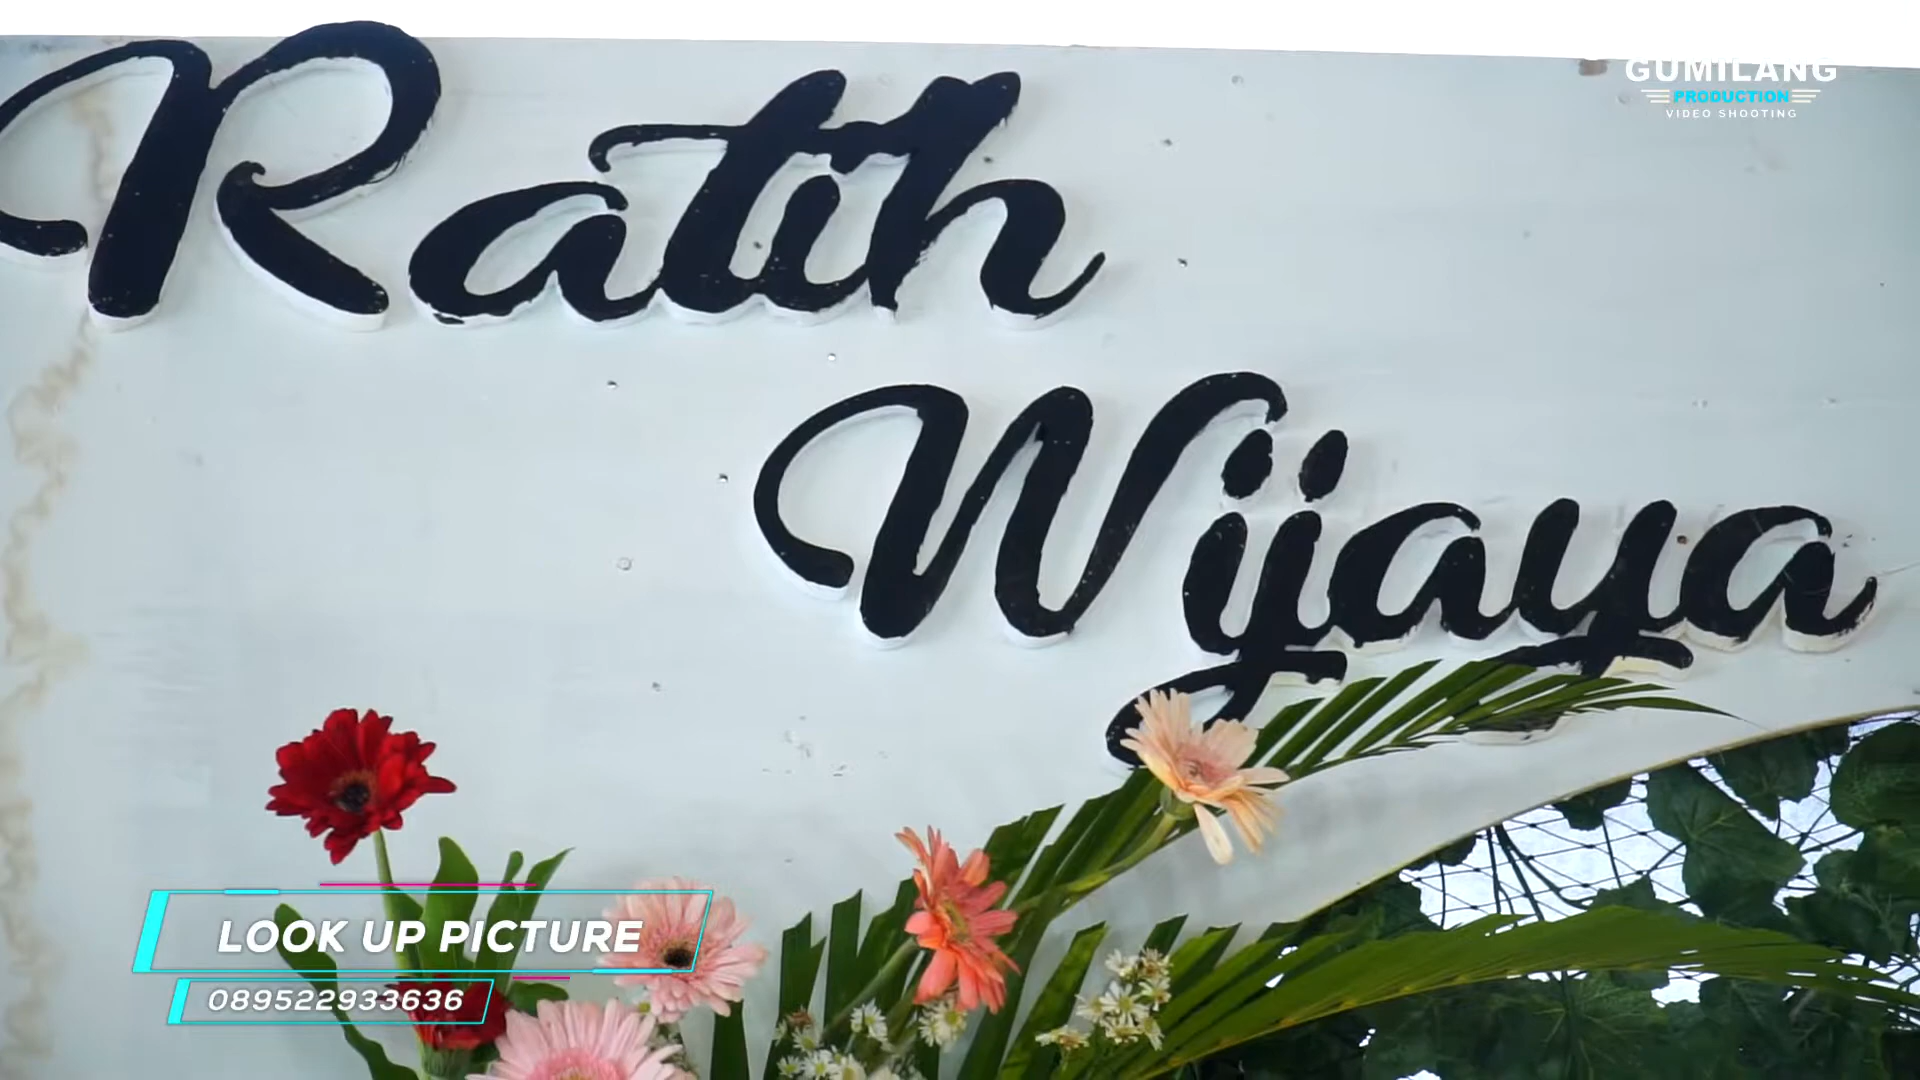 Ratih
Wijaya
GUMILANG
PRODUCTION
VIDEO SHOOTING
LOOK UP PICTURE
089522933636